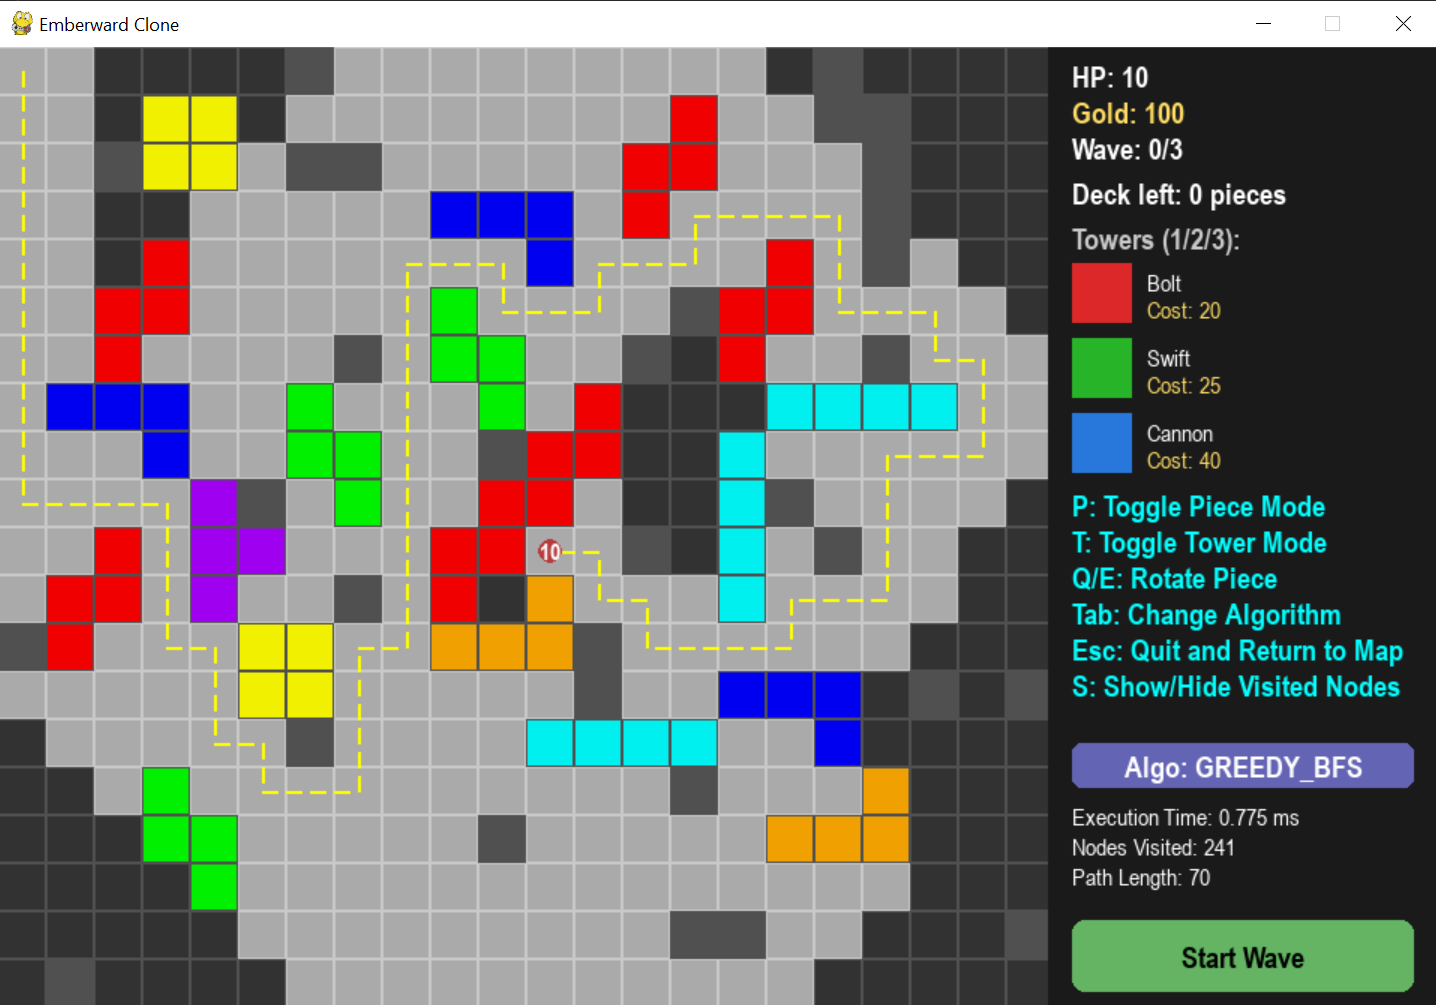 Emberward Clone
HP: 10
Gold: 100
Wave: 0/3
Deck left: 0 pieces
Towers (1/2/3):
Bolt
Cost: 20
Swift
Cost: 25
Cannon
Cost: 40
P: Toggle Piece Mode
T: Toggle Tower Mode
10
Q/E: Rotate Piece
Tab: Change Algorithm
Esc: Quit and Return to Map
S: Show/Hide Visited Nodes
Algo: GREEDY_BFS
Execution Time: 0.775 ms
Nodes Visited: 241
Path Length: 70
Start Wave